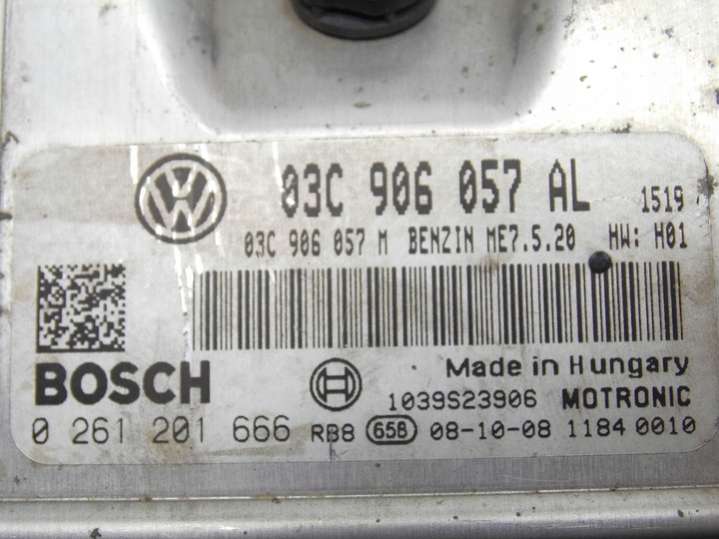 03C 906 057 AL 1519
03C 906 057 M BENZIN ME7.5.20 HW: H01
BOSCH
Made in Hungary
1039S23906 MOTRONIC
0 261 201 666 RB8 658 08-10-08 1184 0010